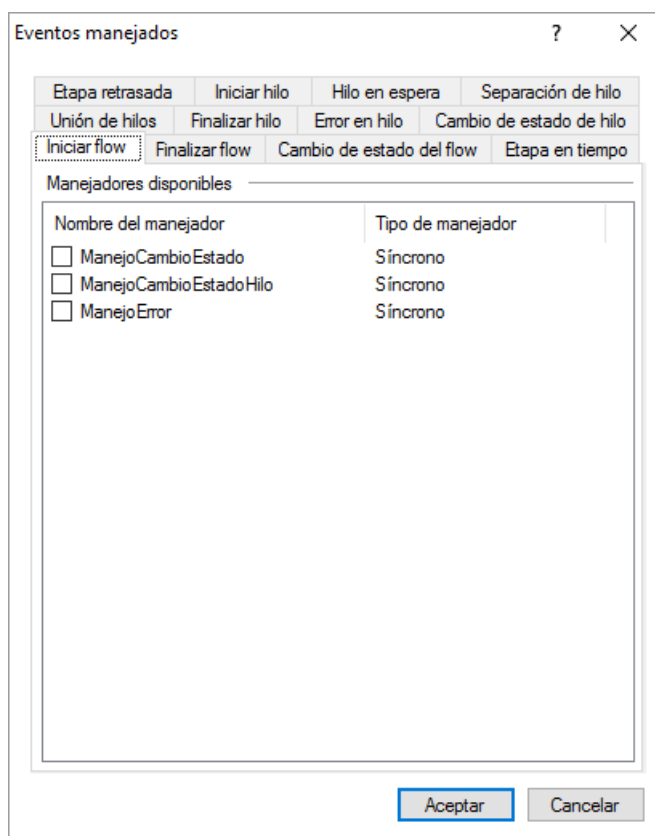 Eventos manejados ?
Etapa retrasada Iniciar hilo Hilo en espera Separación de hilo
Unión de hilos Finalizar hilo Error en hilo Cambio de estado de hilo
Iniciar flow Finalizar flow Cambio de estado del flow Etapa en tiempo
Manejadores disponibles
Nombre del manejador Tipo de manejador
ManejoCambioEstado Síncrono
ManejoCambioEstadoHilo Síncrono
ManejoError Síncrono
Aceptar Cancelar